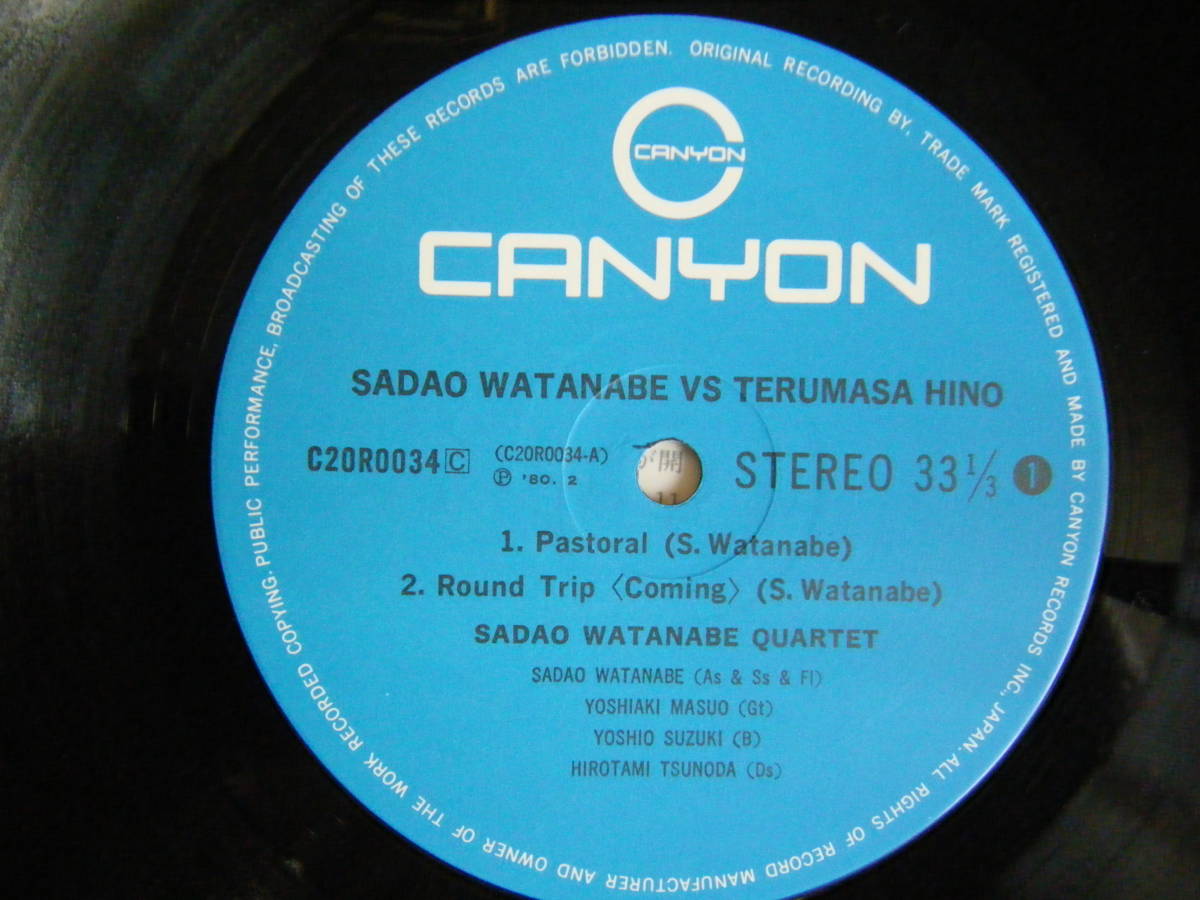 CANYON
CANYON
SADAO WATANABE VS TERUMASA HINO
C20R0034 C (C20R0034-A)
Ⓟ '80. 2
STEREO 33 1/3 1
開
1. Pastoral (S. Watanabe)
2. Round Trip 〈Coming〉 (S. Watanabe)
SADAO WATANABE QUARTET
SADAO WATANABE (As & Ss & Fl)
YOSHIAKI MASUO (Gt)
YOSHIO SUZUKI (B)
HIROTAMI TSUNODA (Ds)
ORIGINAL RECORDING BY. TRADE MARK REGISTERED AND MADE BY CANYON RECORDS INC., JAPAN. ALL RIGHTS OF RECORD MANUFACTURER AND OWNER OF THE WORK RECORDED COPYING. PUBLIC PERFORMANCE, BROADCASTING OF THESE RECORDS ARE FORBIDDEN.